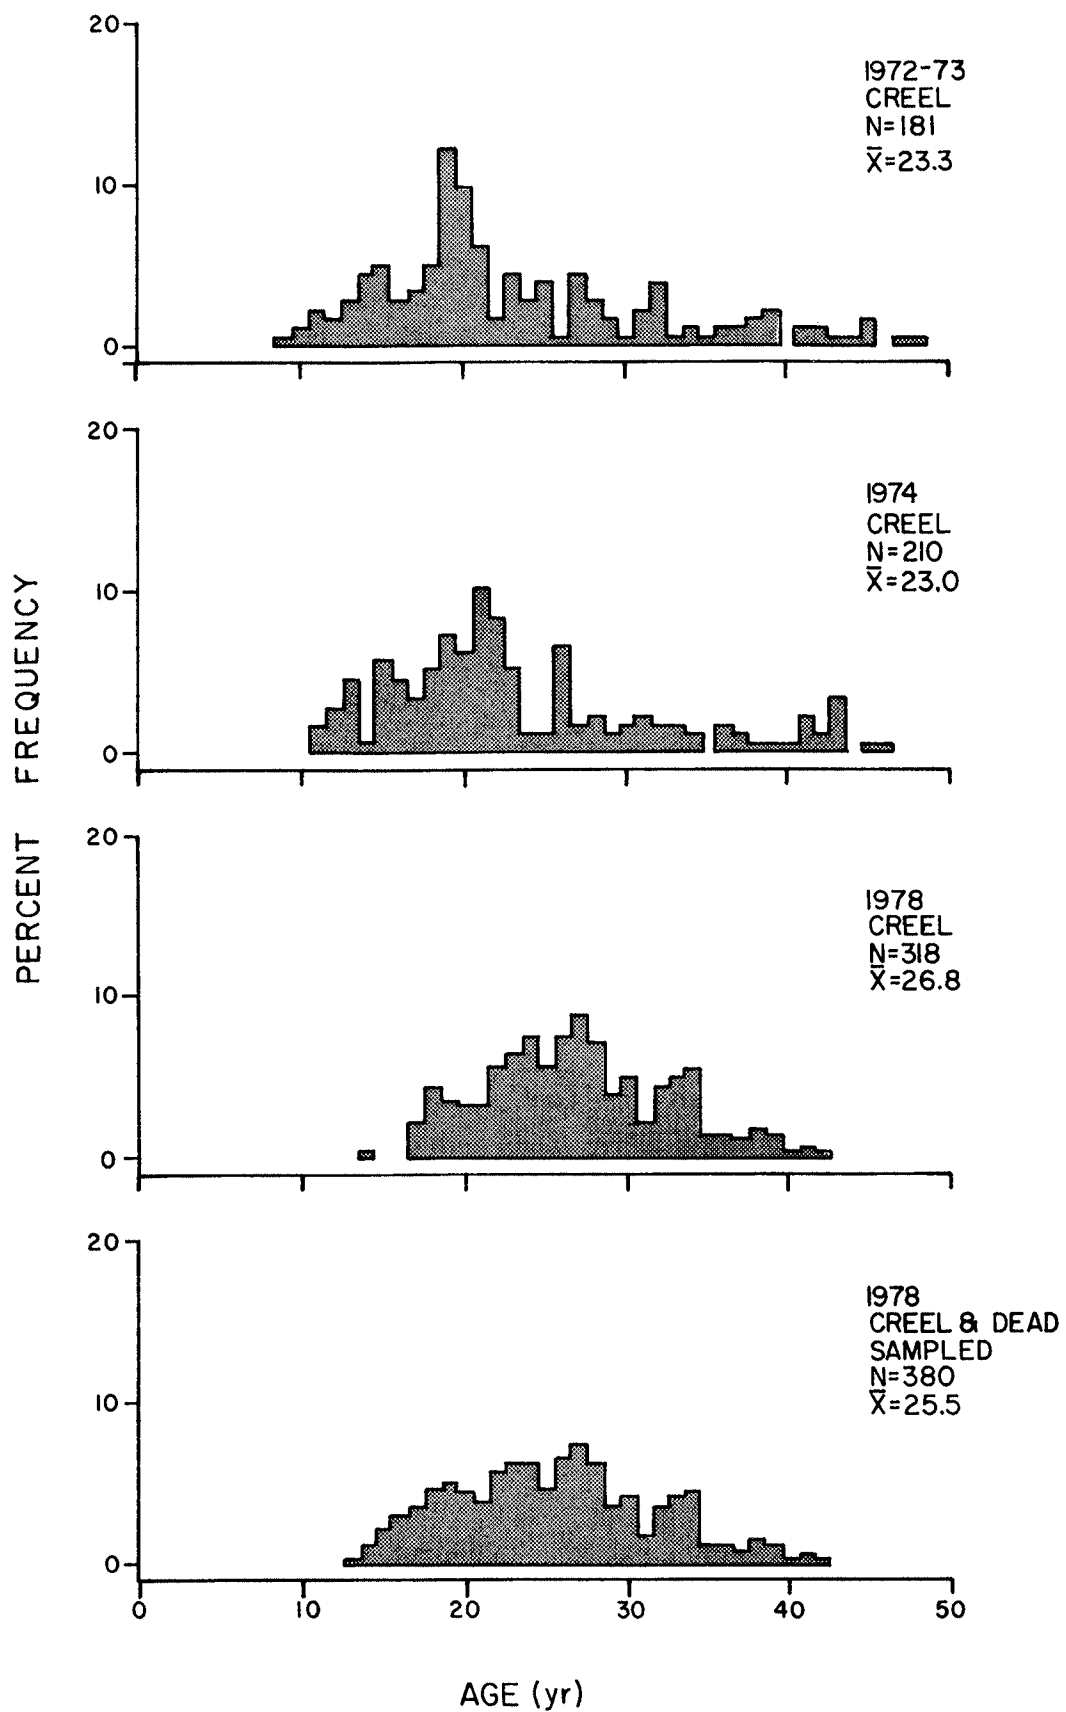 20
10
0
1972-73
CREEL
N=181
X̄=23.3
20
10
0
1974
CREEL
N=210
X̄=23.0
20
10
0
1978
CREEL
N=318
X̄=26.8
20
10
0
1978
CREEL & DEAD
SAMPLED
N=380
X̄=25.5
0 10 20 30 40 50
AGE (yr)
PERCENT FREQUENCY